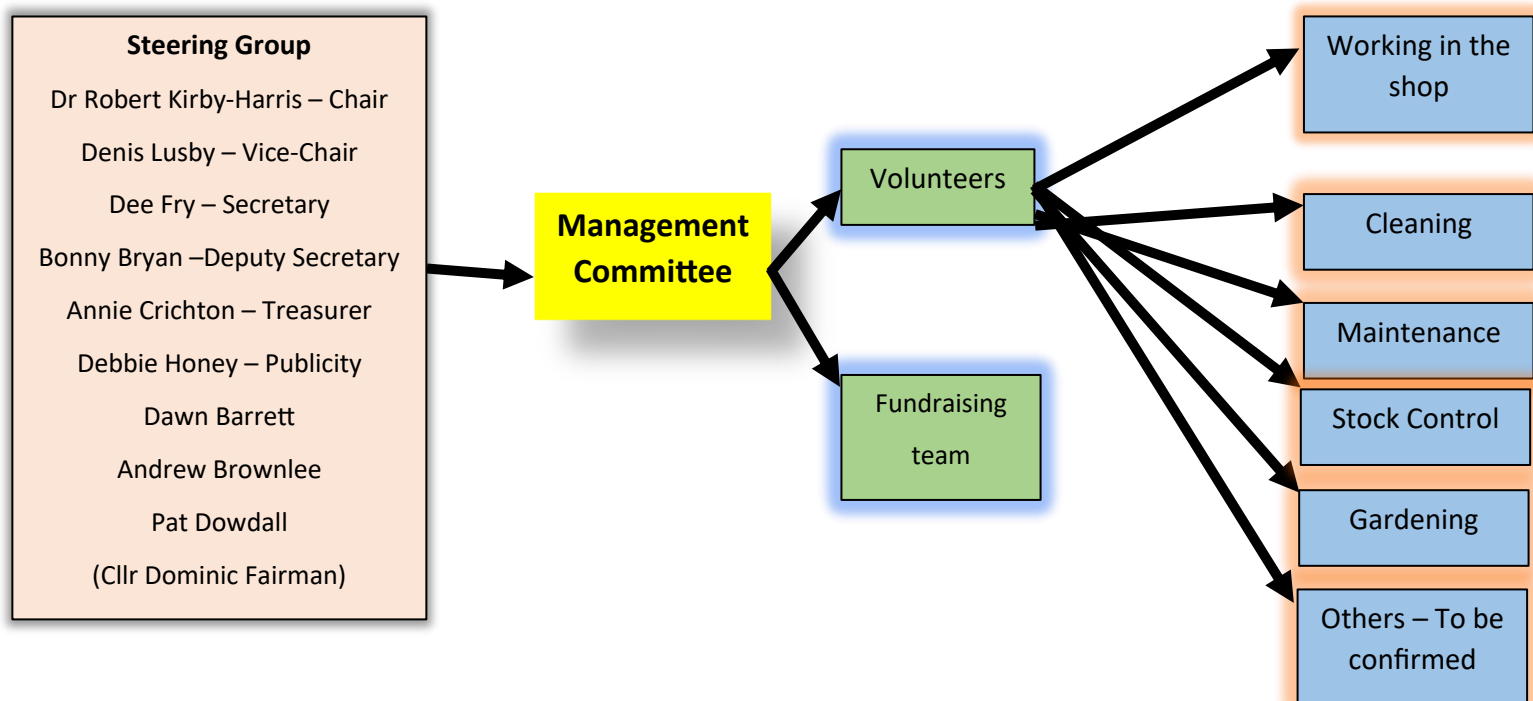 Steering Group
Dr Robert Kirby-Harris – Chair
Denis Lusby – Vice-Chair
Dee Fry – Secretary
Bonny Bryan –Deputy Secretary
Annie Crichton – Treasurer
Debbie Honey – Publicity
Dawn Barrett
Andrew Brownlee
Pat Dowdall
(Cllr Dominic Fairman)
Management
Committee
Volunteers
Fundraising
team
Working in the
shop
Cleaning
Maintenance
Stock Control
Gardening
Others – To be
confirmed